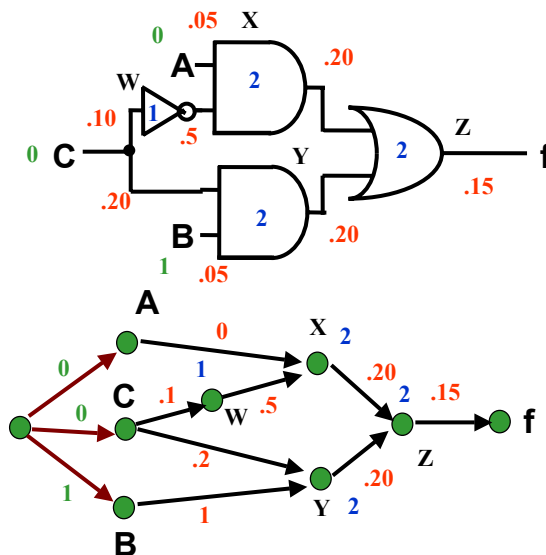 .05 X
0
A 2 .20
W
1 .5
.10 Z
0 C Y 2 f
.20 .15
2
B .20
1 .05
A
0 X 2
0 1
C .1 W .5 .20 2 .15 f
0
.2 Z
1 1 .20
Y 2
B